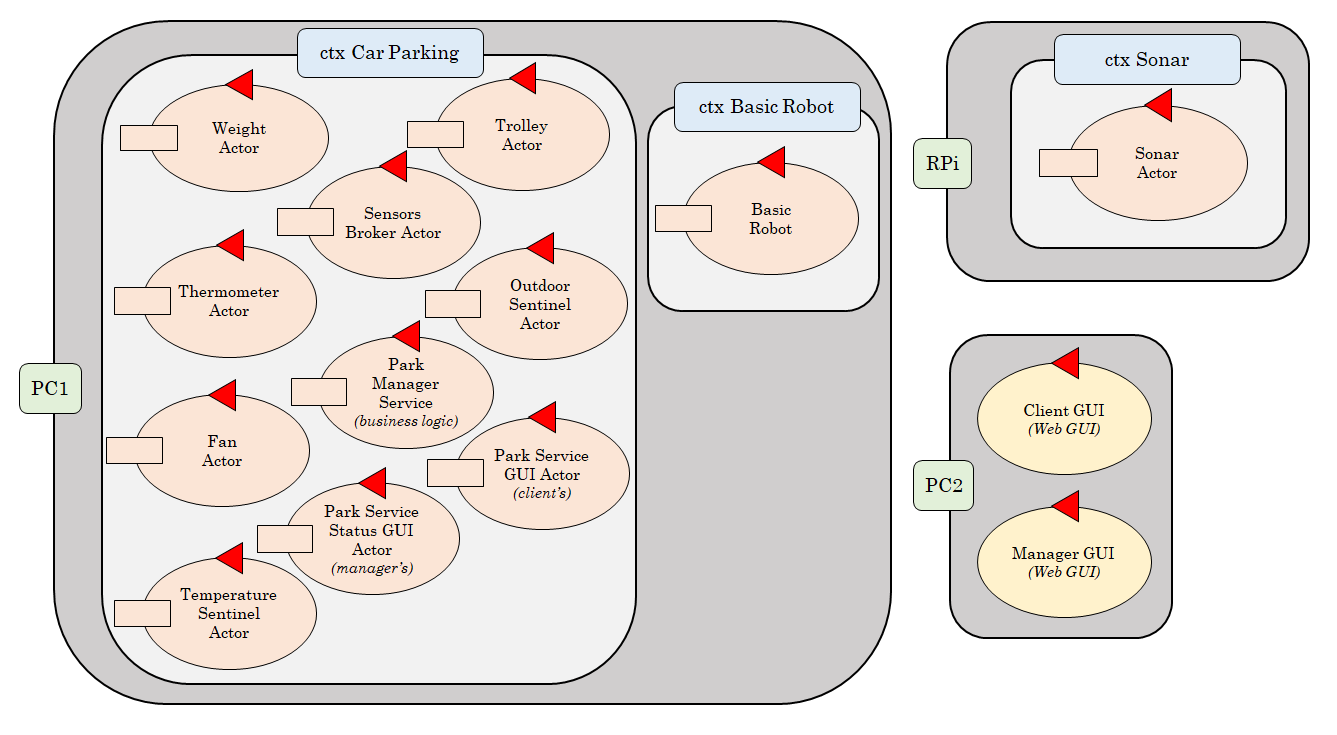 ctx Car Parking
Weight
Actor
Trolley
Actor
Sensors
Broker Actor
Thermometer
Actor
Outdoor
Sentinel
Actor
Park
Manager
Service
(business logic)
Fan
Actor
Park Service
GUI Actor
(client's)
Park Service
Status GUI
Actor
(manager's)
Temperature
Sentinel
Actor
PC1
ctx Basic Robot
Basic
Robot
ctx Sonar
Sonar
Actor
RPi
Client GUI
(Web GUI)
PC2
Manager GUI
(Web GUI)